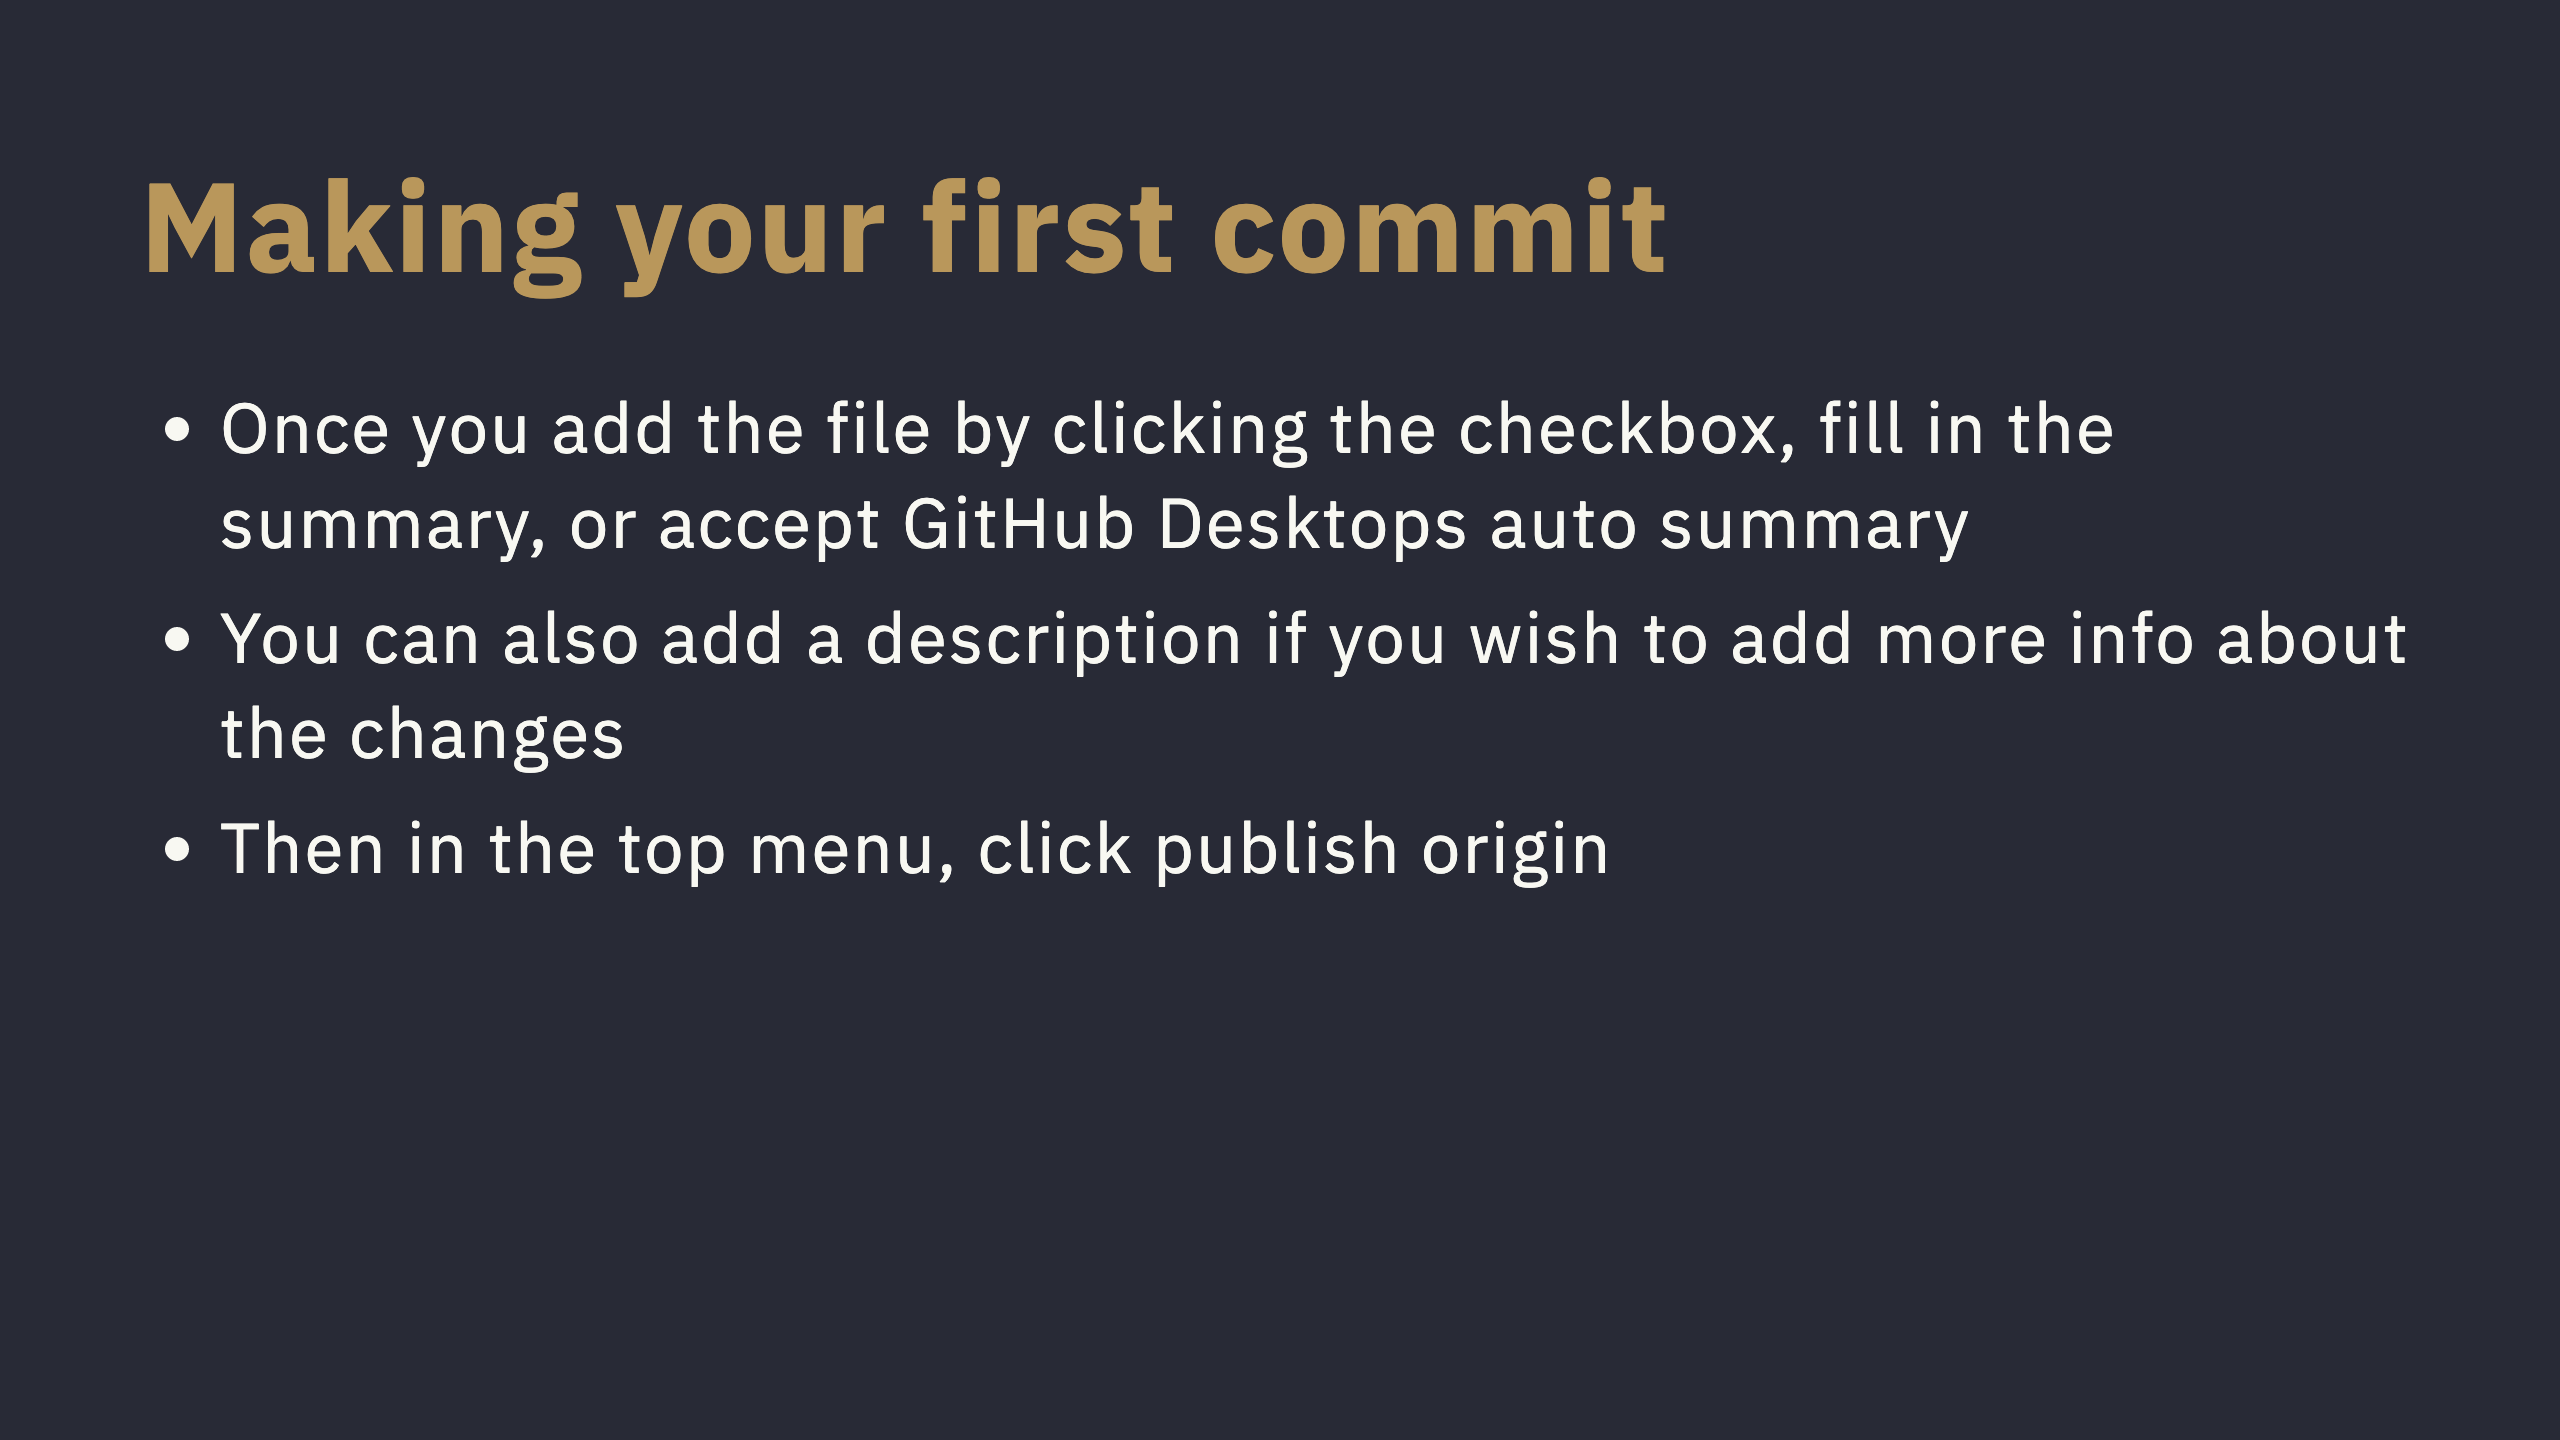 Making your first commit
• Once you add the file by clicking the checkbox, fill in the
summary, or accept GitHub Desktops auto summary
• You can also add a description if you wish to add more info about
the changes
• Then in the top menu, click publish origin